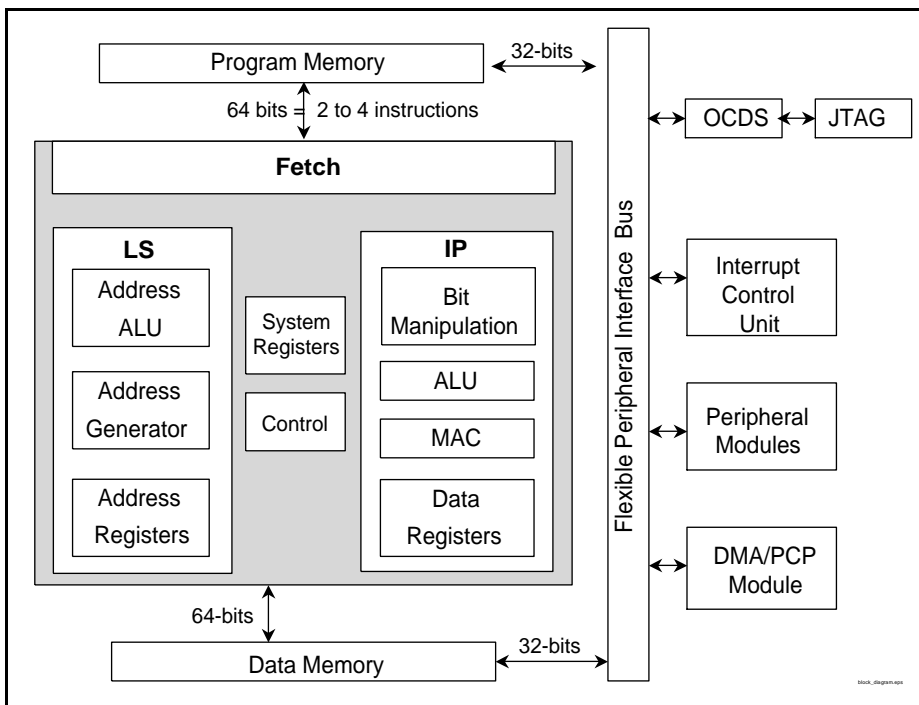 Program Memory
32-bits
64 bits = 2 to 4 instructions
OCDS
JTAG
Fetch
Flexible Peripheral Interface Bus
LS
Address
ALU
Address
Generator
Address
Registers
System
Registers
Control
IP
Bit
Manipulation
ALU
MAC
Data
Registers
Interrupt
Control
Unit
Peripheral
Modules
DMA/PCP
Module
64-bits
32-bits
Data Memory
block_diagram.eps